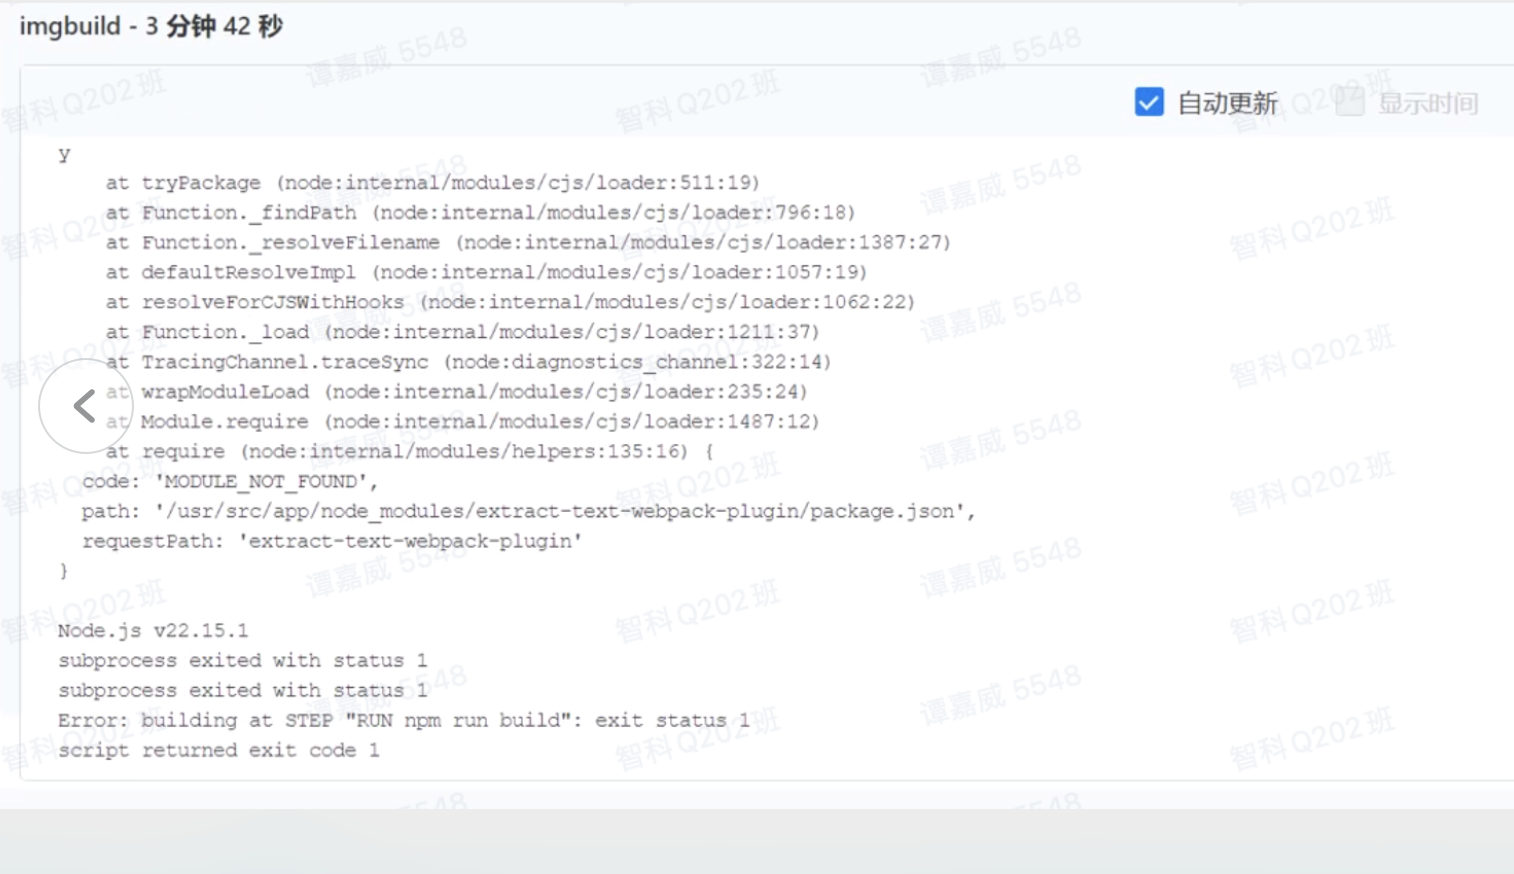 imgbuild - 3 分钟 42 秒
自动更新 显示时间
y
at tryPackage (node:internal/modules/cjs/loader:511:19)
at Function._findPath (node:internal/modules/cjs/loader:796:18)
at Function._resolveFilename (node:internal/modules/cjs/loader:1387:27)
at defaultResolveImpl (node:internal/modules/cjs/loader:1057:19)
at resolveForCJSWithHooks (node:internal/modules/cjs/loader:1062:22)
at Function._load (node:internal/modules/cjs/loader:1211:37)
at TracingChannel.traceSync (node:diagnostics_channel:322:14)
at wrapModuleLoad (node:internal/modules/cjs/loader:235:24)
at Module.require (node:internal/modules/cjs/loader:1487:12)
at require (node:internal/modules/helpers:135:16) {
code: 'MODULE_NOT_FOUND',
path: '/usr/src/app/node_modules/extract-text-webpack-plugin/package.json',
requestPath: 'extract-text-webpack-plugin'
}
Node.js v22.15.1
subprocess exited with status 1
subprocess exited with status 1
Error: building at STEP "RUN npm run build": exit status 1
script returned exit code 1
智科Q202班
谭嘉威 5548